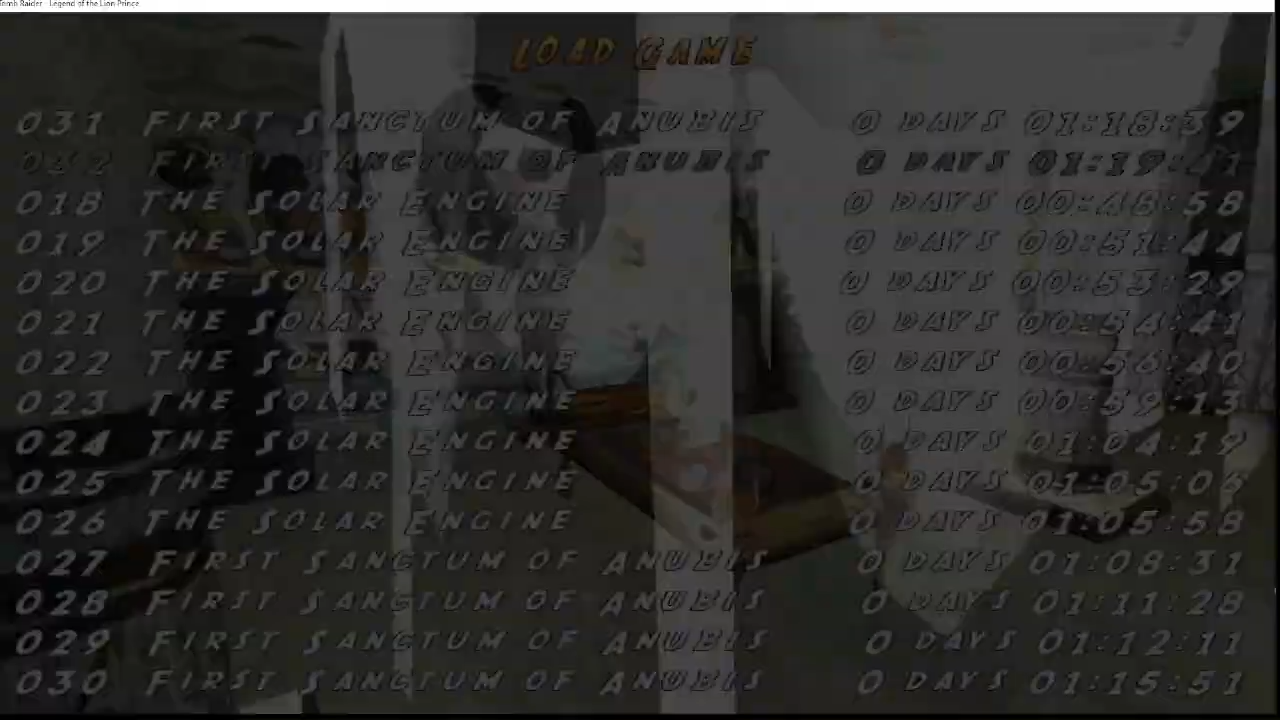 Tomb Raider - Legend of the Lion Prince
LOAD GAME
031 FIRST SANCTUM OF ANUBIS 0 DAYS 01:18:39
032 FIRST SANCTUM OF ANUBIS 0 DAYS 01:19:21
018 THE SOLAR ENGINE 0 DAYS 00:48:58
019 THE SOLAR ENGINE 0 DAYS 00:51:44
020 THE SOLAR ENGINE 0 DAYS 00:53:29
021 THE SOLAR ENGINE 0 DAYS 00:54:41
022 THE SOLAR ENGINE 0 DAYS 00:56:40
023 THE SOLAR ENGINE 0 DAYS 00:59:13
024 THE SOLAR ENGINE 0 DAYS 01:04:19
025 THE SOLAR ENGINE 0 DAYS 01:05:06
026 THE SOLAR ENGINE 0 DAYS 01:05:58
027 FIRST SANCTUM OF ANUBIS 0 DAYS 01:08:31
028 FIRST SANCTUM OF ANUBIS 0 DAYS 01:11:28
029 FIRST SANCTUM OF ANUBIS 0 DAYS 01:12:11
030 FIRST SANCTUM OF ANUBIS 0 DAYS 01:15:51